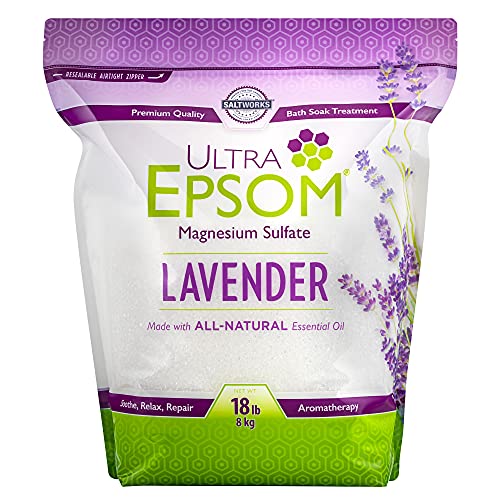 RESEALABLE AIRTIGHT ZIPPER
SALTWORKS
Premium Quality
Bath Soak Treatment
ULTRA
EPSOM®
Magnesium Sulfate
LAVENDER
Made with ALL-NATURAL Essential Oil
Soothe, Relax, Repair
NET WT.
18 lb
8 kg
Aromatherapy